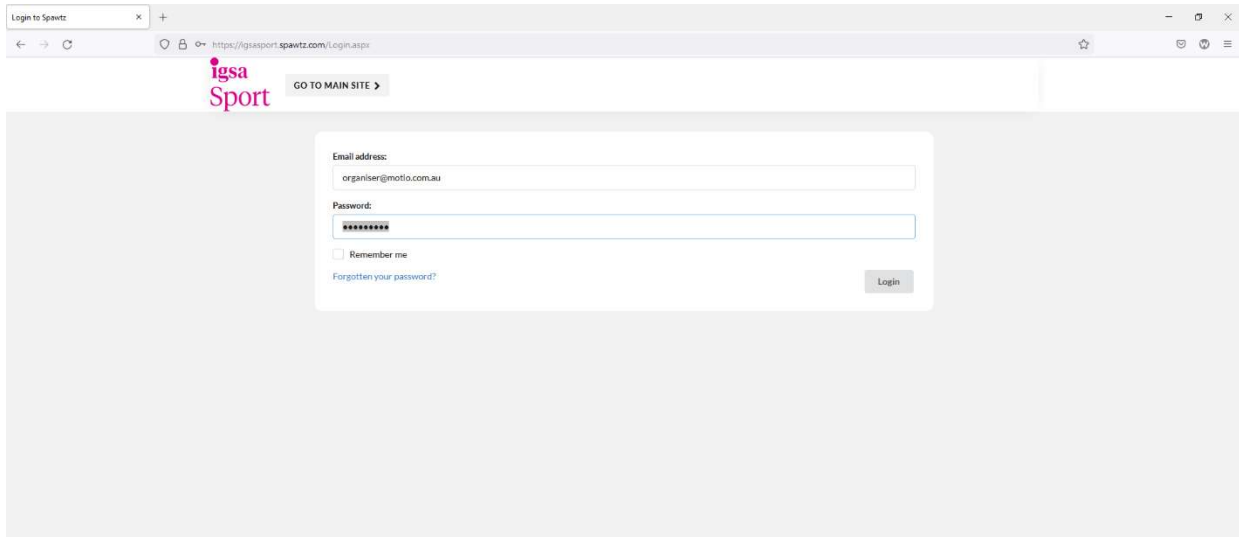 Login to Spawtz
https://igsasport.spawtz.com/Login.aspx
igsa
Sport
GO TO MAIN SITE
Email address:
organiser@motio.com.au
Password:
•••••••••
Remember me
Forgotten your password?
Login